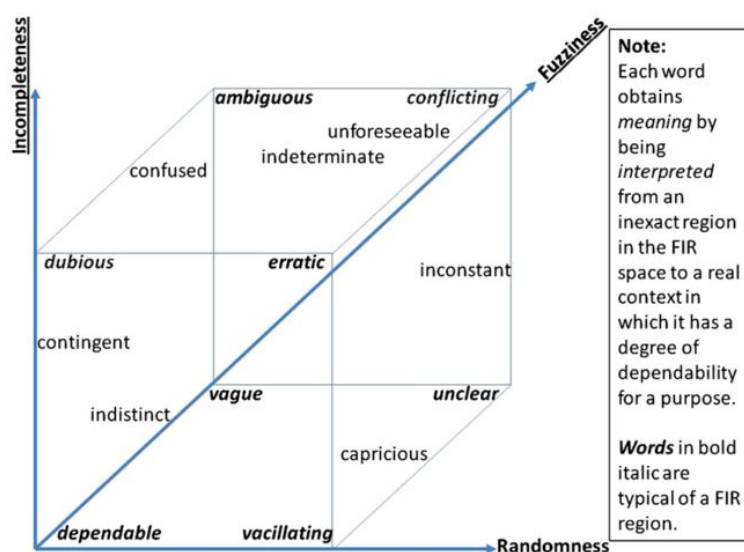 Incompleteness
Fuzziness
ambiguous
conflicting
unforeseeable
indeterminate
confused
dubious
erratic
inconstant
contingent
vague
unclear
indistinct
capricious
dependable
vacillating
Randomness
Note:
Each word
obtains
meaning by
being
interpreted
from an
inexact region
in the FIR
space to a real
context in
which it has a
degree of
dependability
for a purpose.
Words in bold
italic are
typical of a FIR
region.